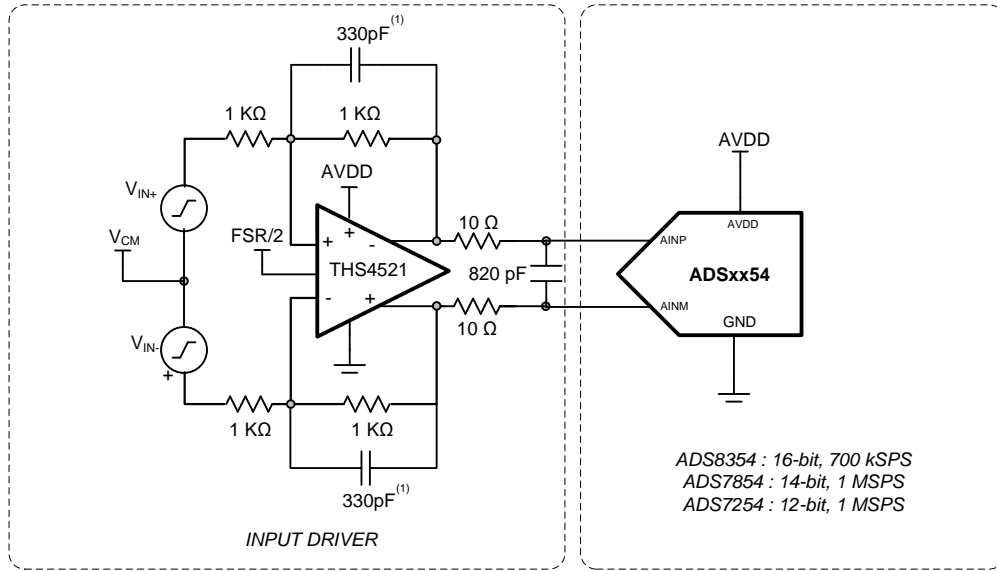 330pF(1)
1 KΩ
1 KΩ
AVDD
VIN+
VCM
FSR/2
+
+
-
THS4521
-
+
10 Ω
820 pF
10 Ω
VIN-
+
1 KΩ
1 KΩ
330pF(1)
INPUT DRIVER
AVDD
AVDD
AINP
ADSxx54
AINM
GND
ADS8354 : 16-bit, 700 kSPS
ADS7854 : 14-bit, 1 MSPS
ADS7254 : 12-bit, 1 MSPS